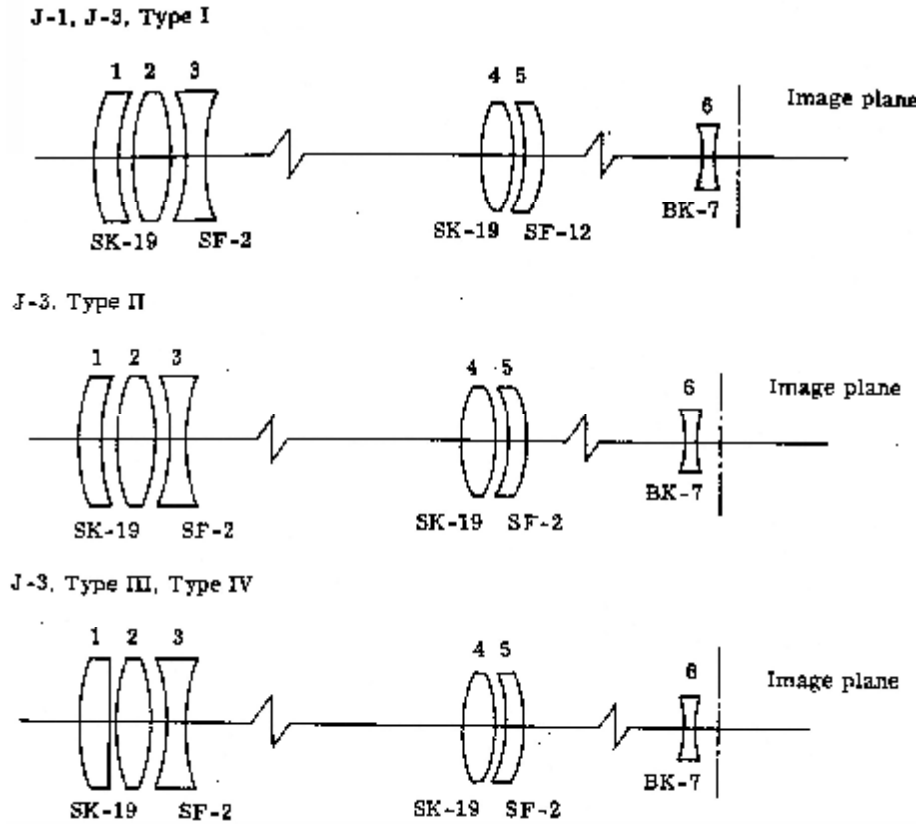 J-1, J-3, Type I
1 2 3 4 5 6 Image plane
SK-19 SF-2 SK-19 SF-12 BK-7
J-3, Type II
1 2 3 4 5 6 Image plane
SK-19 SF-2 SK-19 SF-2 BK-7
J-3, Type III, Type IV
1 2 3 4 5 6 Image plane
SK-19 SF-2 SK-19 SF-2 BK-7